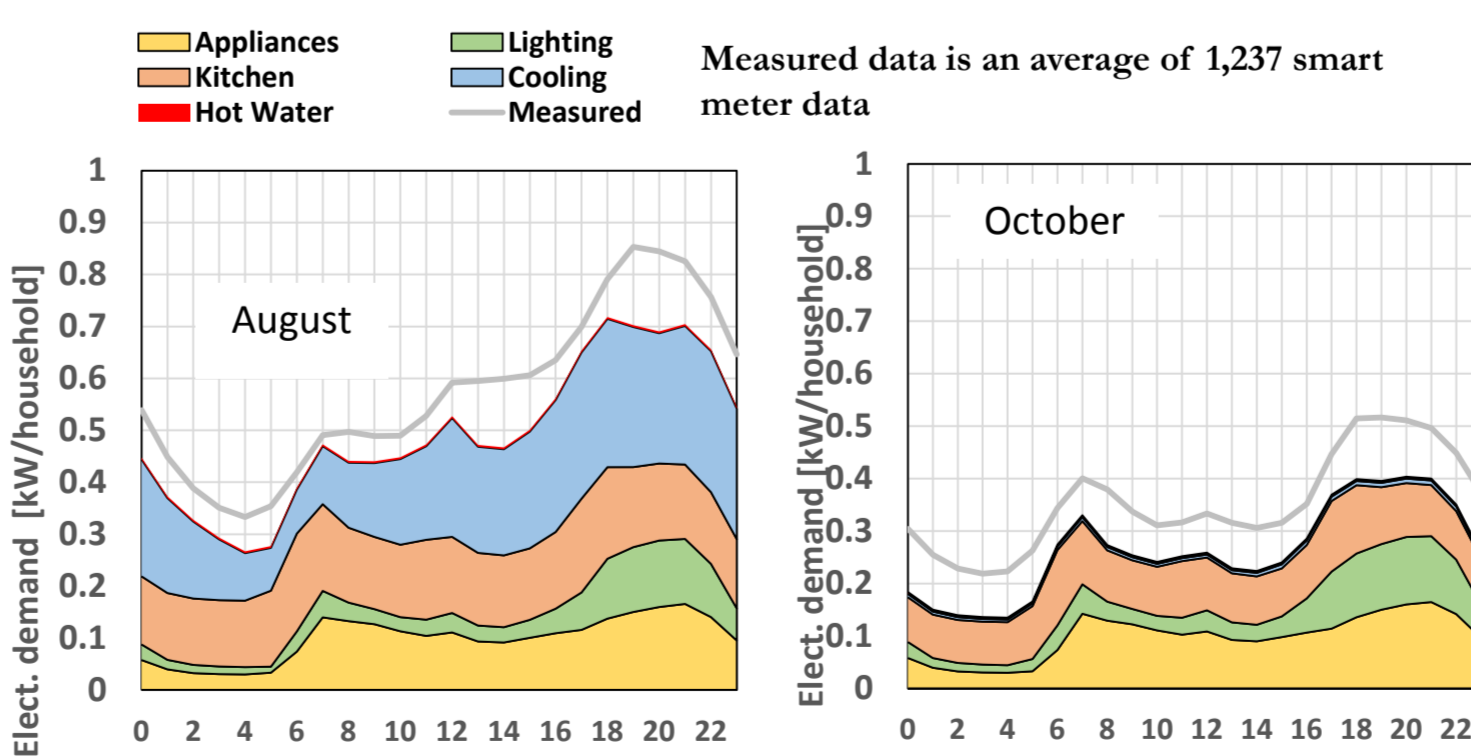 Appliances
Lighting
Kitchen
Cooling
Hot Water
Measured
Measured data is an average of 1,237 smart
meter data
Elect. demand [kW/household]
1
0.9
0.8
0.7
0.6
0.5
0.4
0.3
0.2
0.1
0
August
0 2 4 6 8 10 12 14 16 18 20 22
Elect. demand [kW/household]
1
0.9
0.8
0.7
0.6
0.5
0.4
0.3
0.2
0.1
0
October
0 2 4 6 8 10 12 14 16 18 20 22